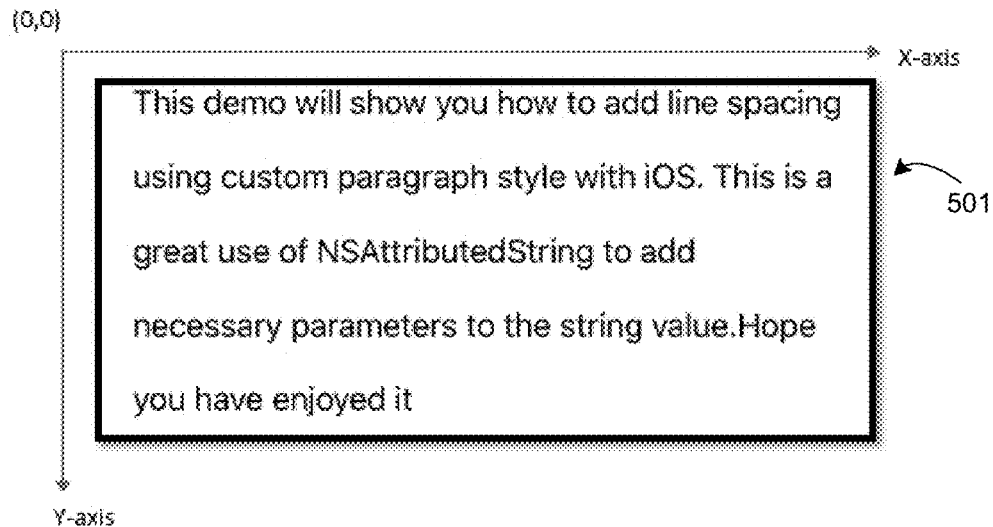 (0,0)
X-axis
This demo will show you how to add line spacing
using custom paragraph style with iOS. This is a
501
great use of NSAttributedString to add
necessary parameters to the string value.Hope
you have enjoyed it
Y-axis